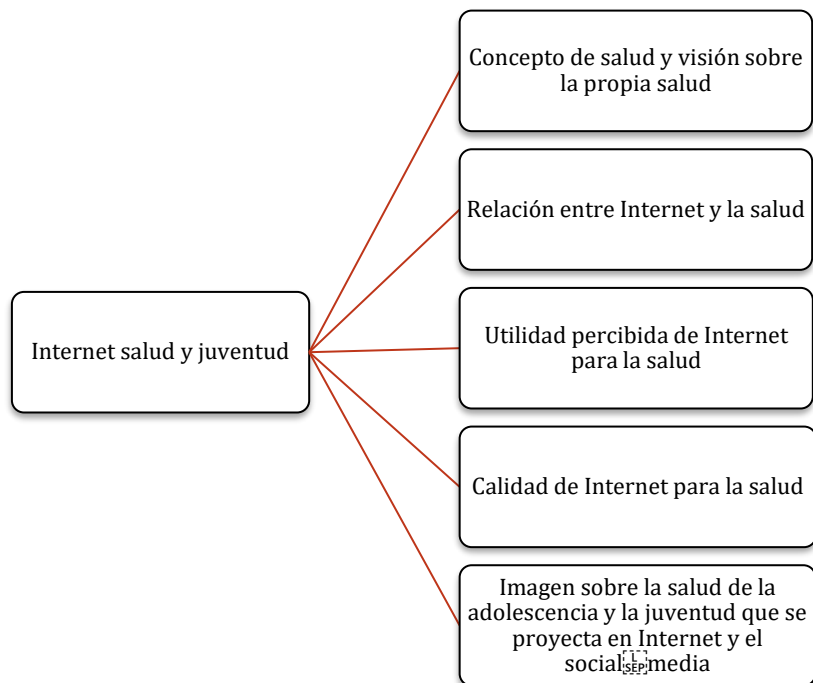 Concepto de salud y visión sobre
la propia salud
Relación entre Internet y la salud
Internet salud y juventud
Utilidad percibida de Internet
para la salud
Calidad de Internet para la salud
Imagen sobre la salud de la
adolescencia y la juventud que se
proyecta en Internet y el
social L SEP media